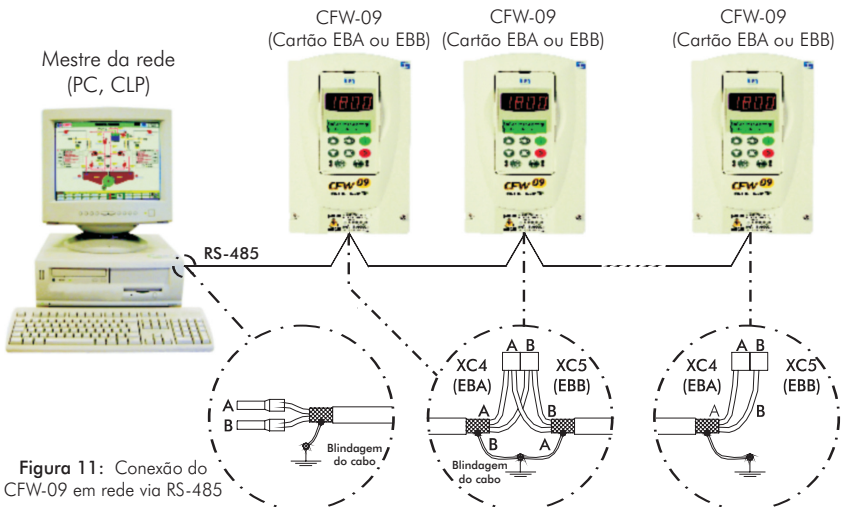 CFW-09
(Cartão EBA ou EBB)
CFW-09
(Cartão EBA ou EBB)
CFW-09
(Cartão EBA ou EBB)
Mestre da rede
(PC, CLP)
1800
1800
1800
CFW 09
CFW 09
CFW 09
RS-485
A
B
Blindagem
do cabo
A B
XC4
(EBA)
XC5
(EBB)
A
B
B
A
Blindagem
do cabo
A B
XC4
(EBA)
XC5
(EBB)
A
B
Figura 11: Conexão do
CFW-09 em rede via RS-485